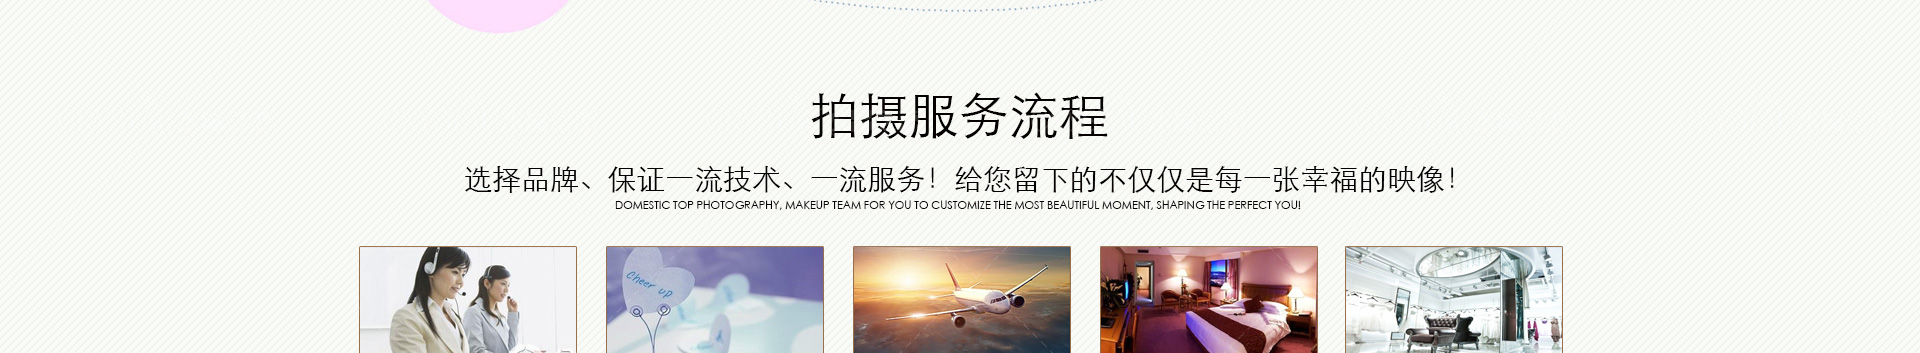 拍摄服务流程
选择品牌、保证一流技术、一流服务！给您留下的不仅仅是每一张幸福的映像！
DOMESTIC TOP PHOTOGRAPHY, MAKEUP TEAM FOR YOU TO CUSTOMIZE THE MOST BEAUTIFUL MOMENT, SHAPING THE PERFECT YOU!
cheer up